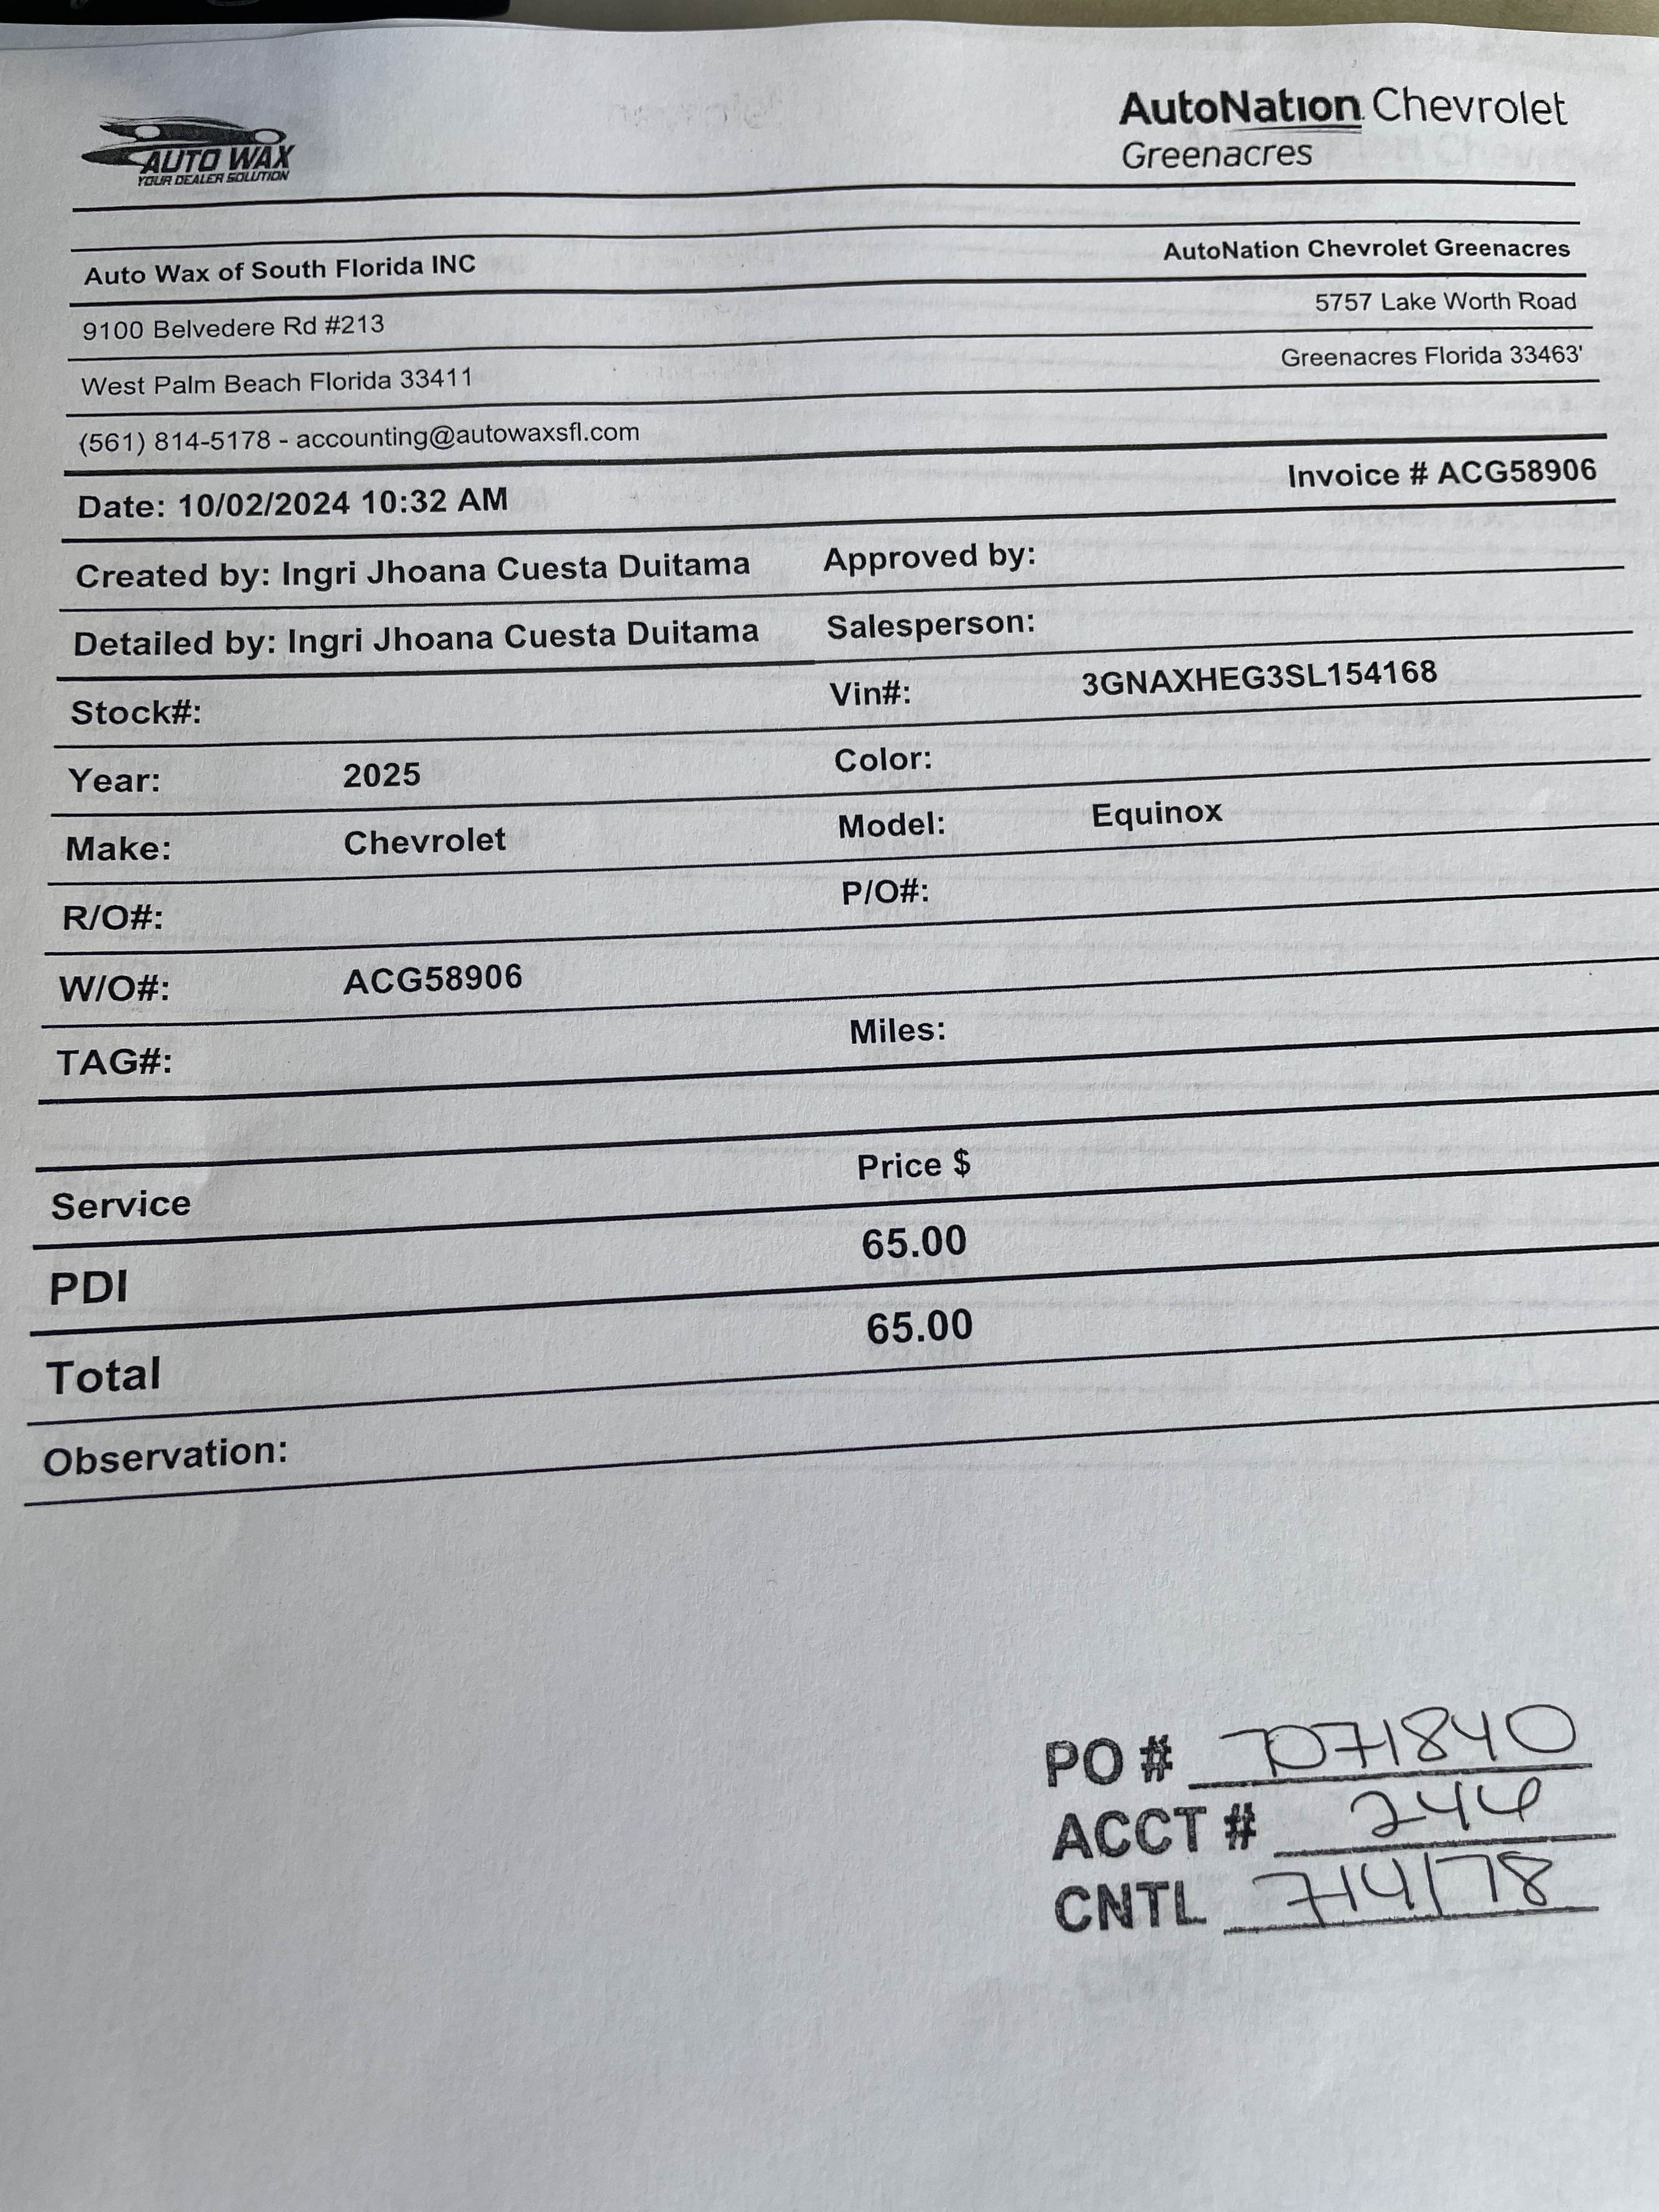 AUTO WAX
YOUR DEALER SOLUTION
AutoNation Chevrolet
Greenacres
Auto Wax of South Florida INC
AutoNation Chevrolet Greenacres
9100 Belvedere Rd #213
5757 Lake Worth Road
West Palm Beach Florida 33411
Greenacres Florida 33463'
(561) 814-5178 - accounting@autowaxsfl.com
Date: 10/02/2024 10:32 AM
Invoice # ACG58906
Created by: Ingri Jhoana Cuesta Duitama Approved by:
Detailed by: Ingri Jhoana Cuesta Duitama Salesperson:
Stock#: Vin#: 3GNAXHEG3SL154168
Year: 2025 Color:
Make: Chevrolet Model: Equinox
R/O#: P/O#:
W/O#: ACG58906
TAG#: Miles:
Service Price $
PDI 65.00
Total 65.00
Observation:
PO # 7071840
ACCT #
CNTL